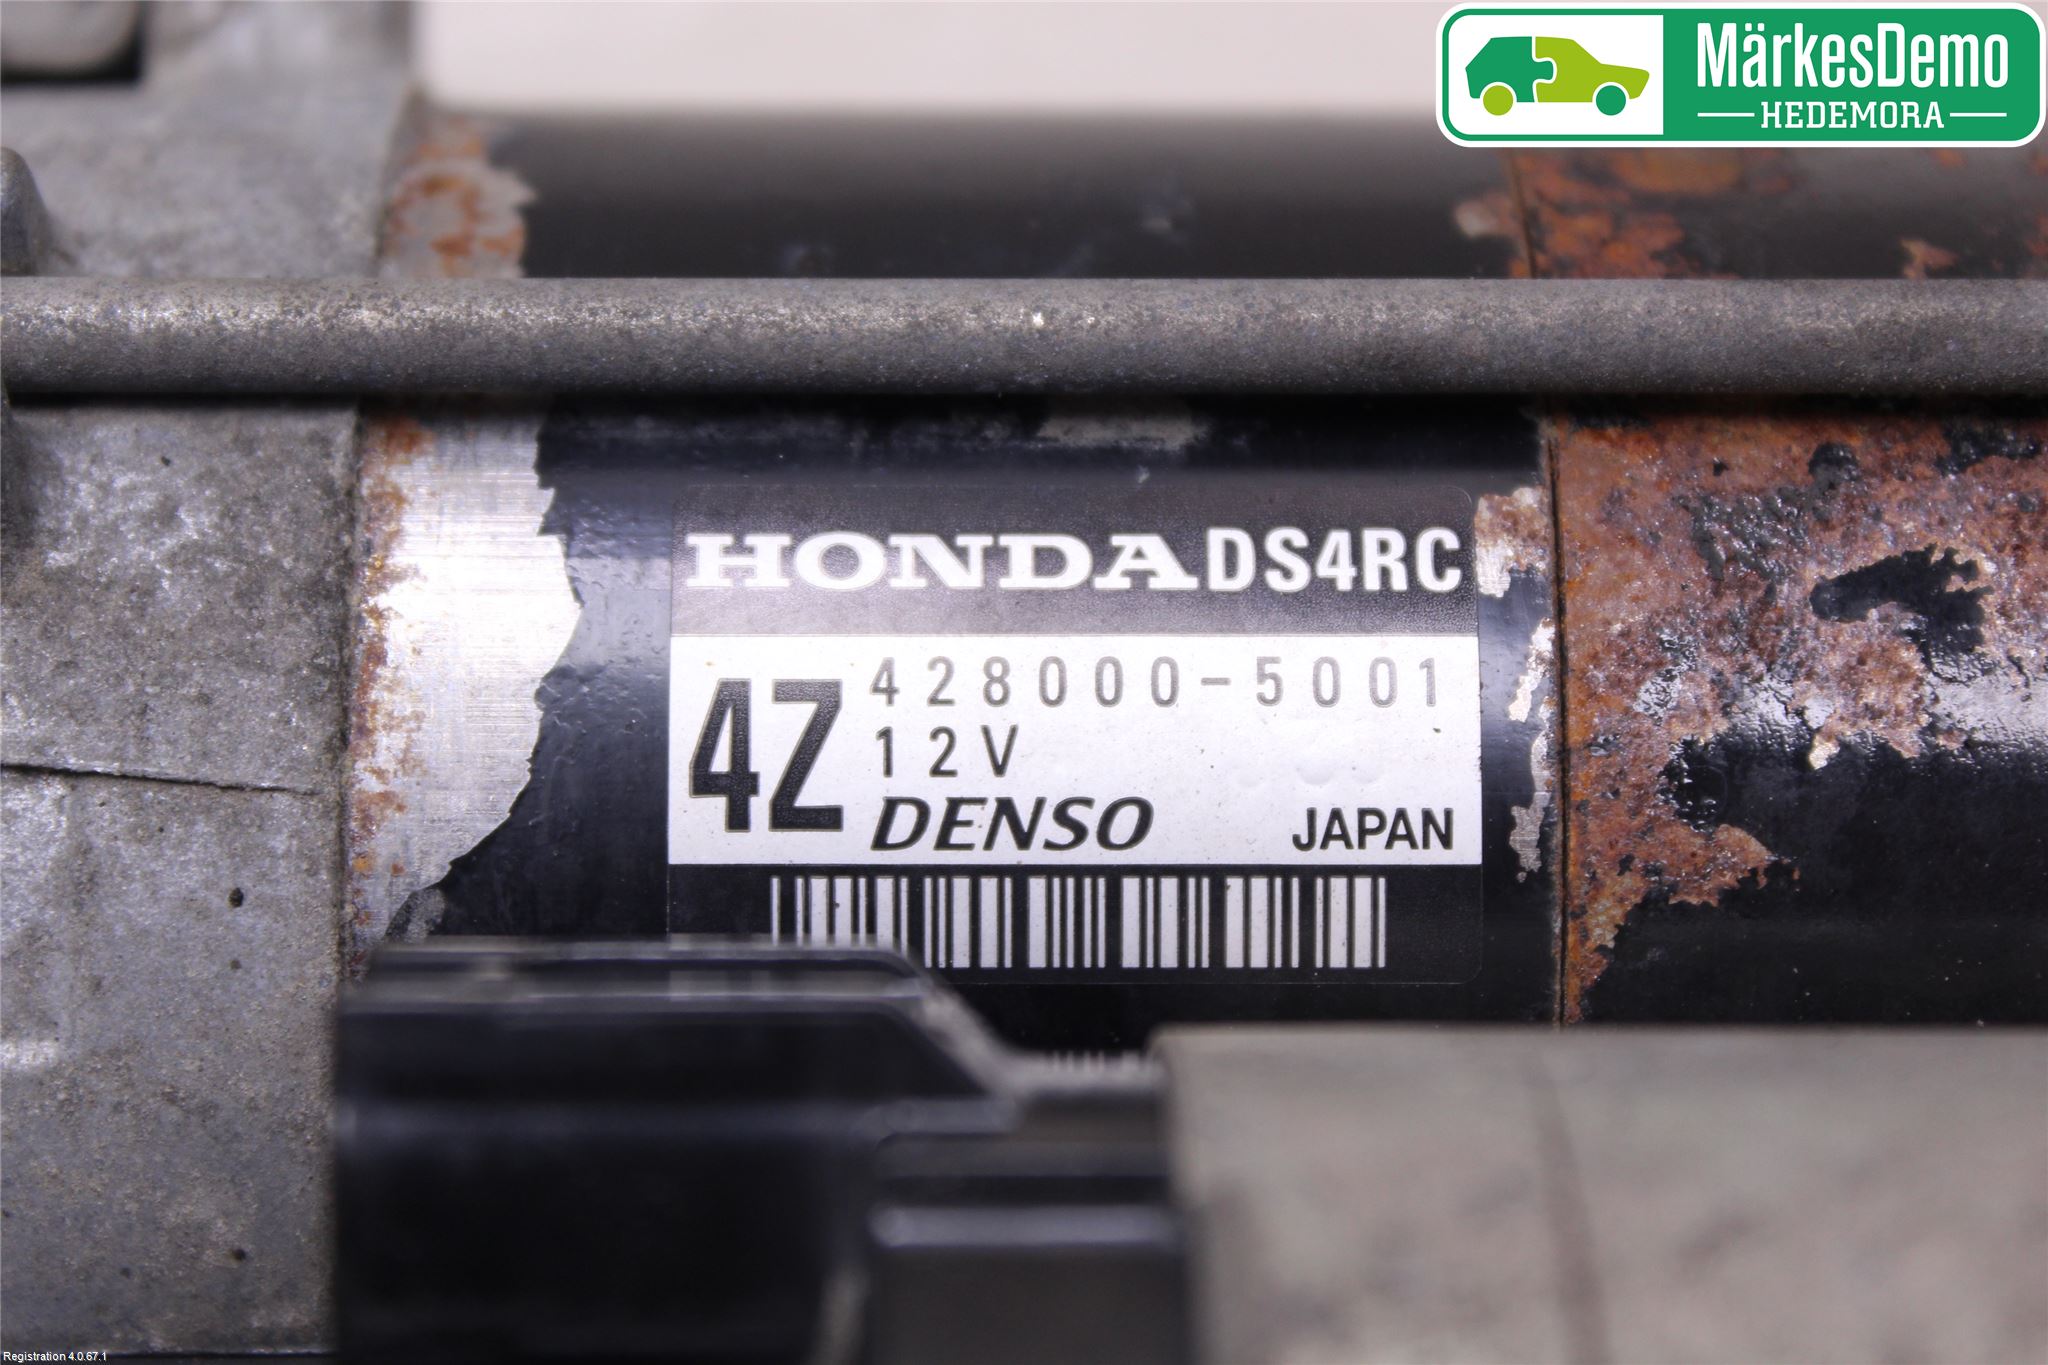 MärkesDemo
HEDEMORA
HONDA DS4RC
4Z
428000-5001
12V
DENSO JAPAN
Registration 4.0.67.1